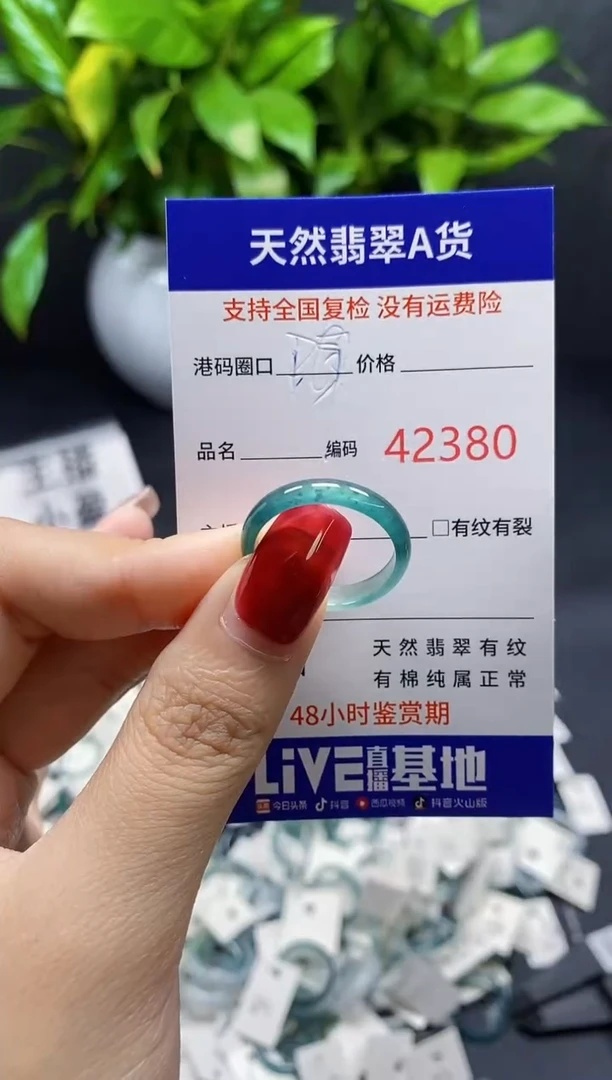 天然翡翠A货
支持全国复检 没有运费险
港码圈口 价格
品名 编码 42380
□有纹有裂
天然翡翠有纹
有棉纯属正常
48小时鉴赏期
LiVE直播基地
今日头条 抖音 西瓜视频 抖音火山版